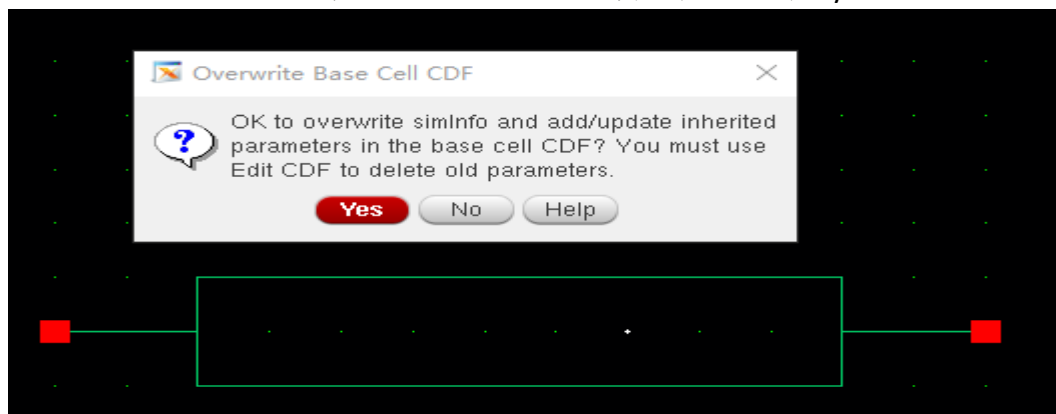 Overwrite Base Cell CDF
OK to overwrite simInfo and add/update inherited
parameters in the base cell CDF? You must use
Edit CDF to delete old parameters.
Yes No Help